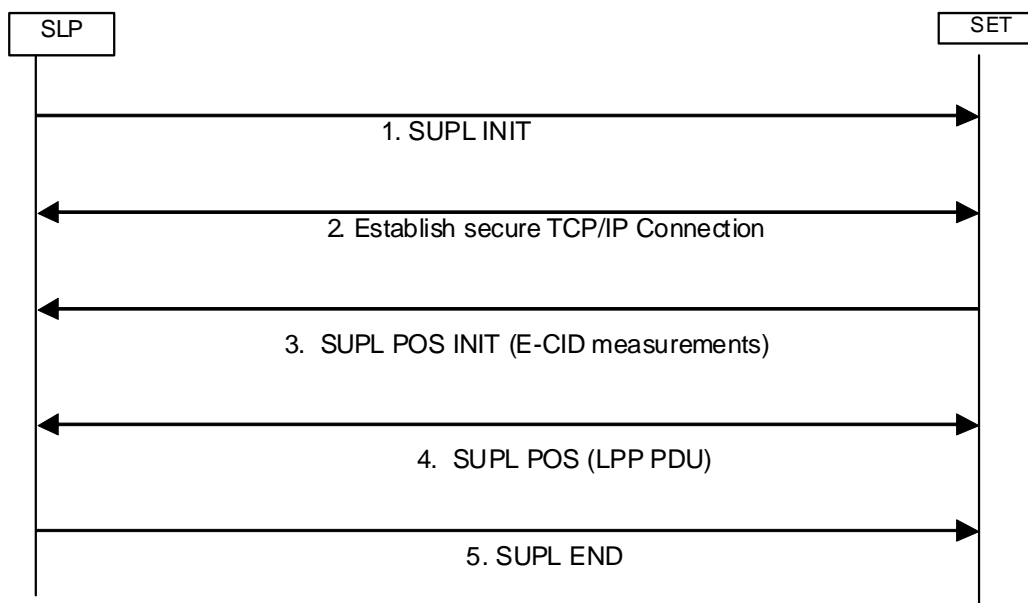 SLP
SET
1. SUPL INIT
2. Establish secure TCP/IP Connection
3. SUPL POS INIT (E-CID measurements)
4. SUPL POS (LPP PDU)
5. SUPL END